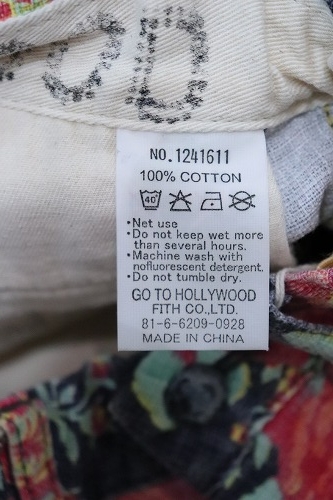 OD
NO.1241611
100% COTTON
40
•Net use
•Do not keep wet more
than several hours.
•Machine wash with
nofluorescent detergent.
•Do not tumble dry.
GO TO HOLLYWOOD
FITH CO.,LTD.
81-6-6209-0928
MADE IN CHINA